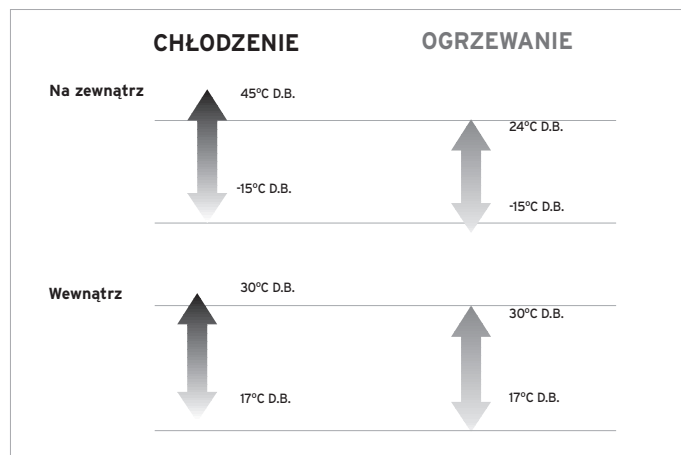 CHŁODZENIE OGRZEWANIE
Na zewnątrz
45°C D.B.
24°C D.B.
-15°C D.B.
-15°C D.B.
Wewnątrz
30°C D.B.
30°C D.B.
17°C D.B.
17°C D.B.